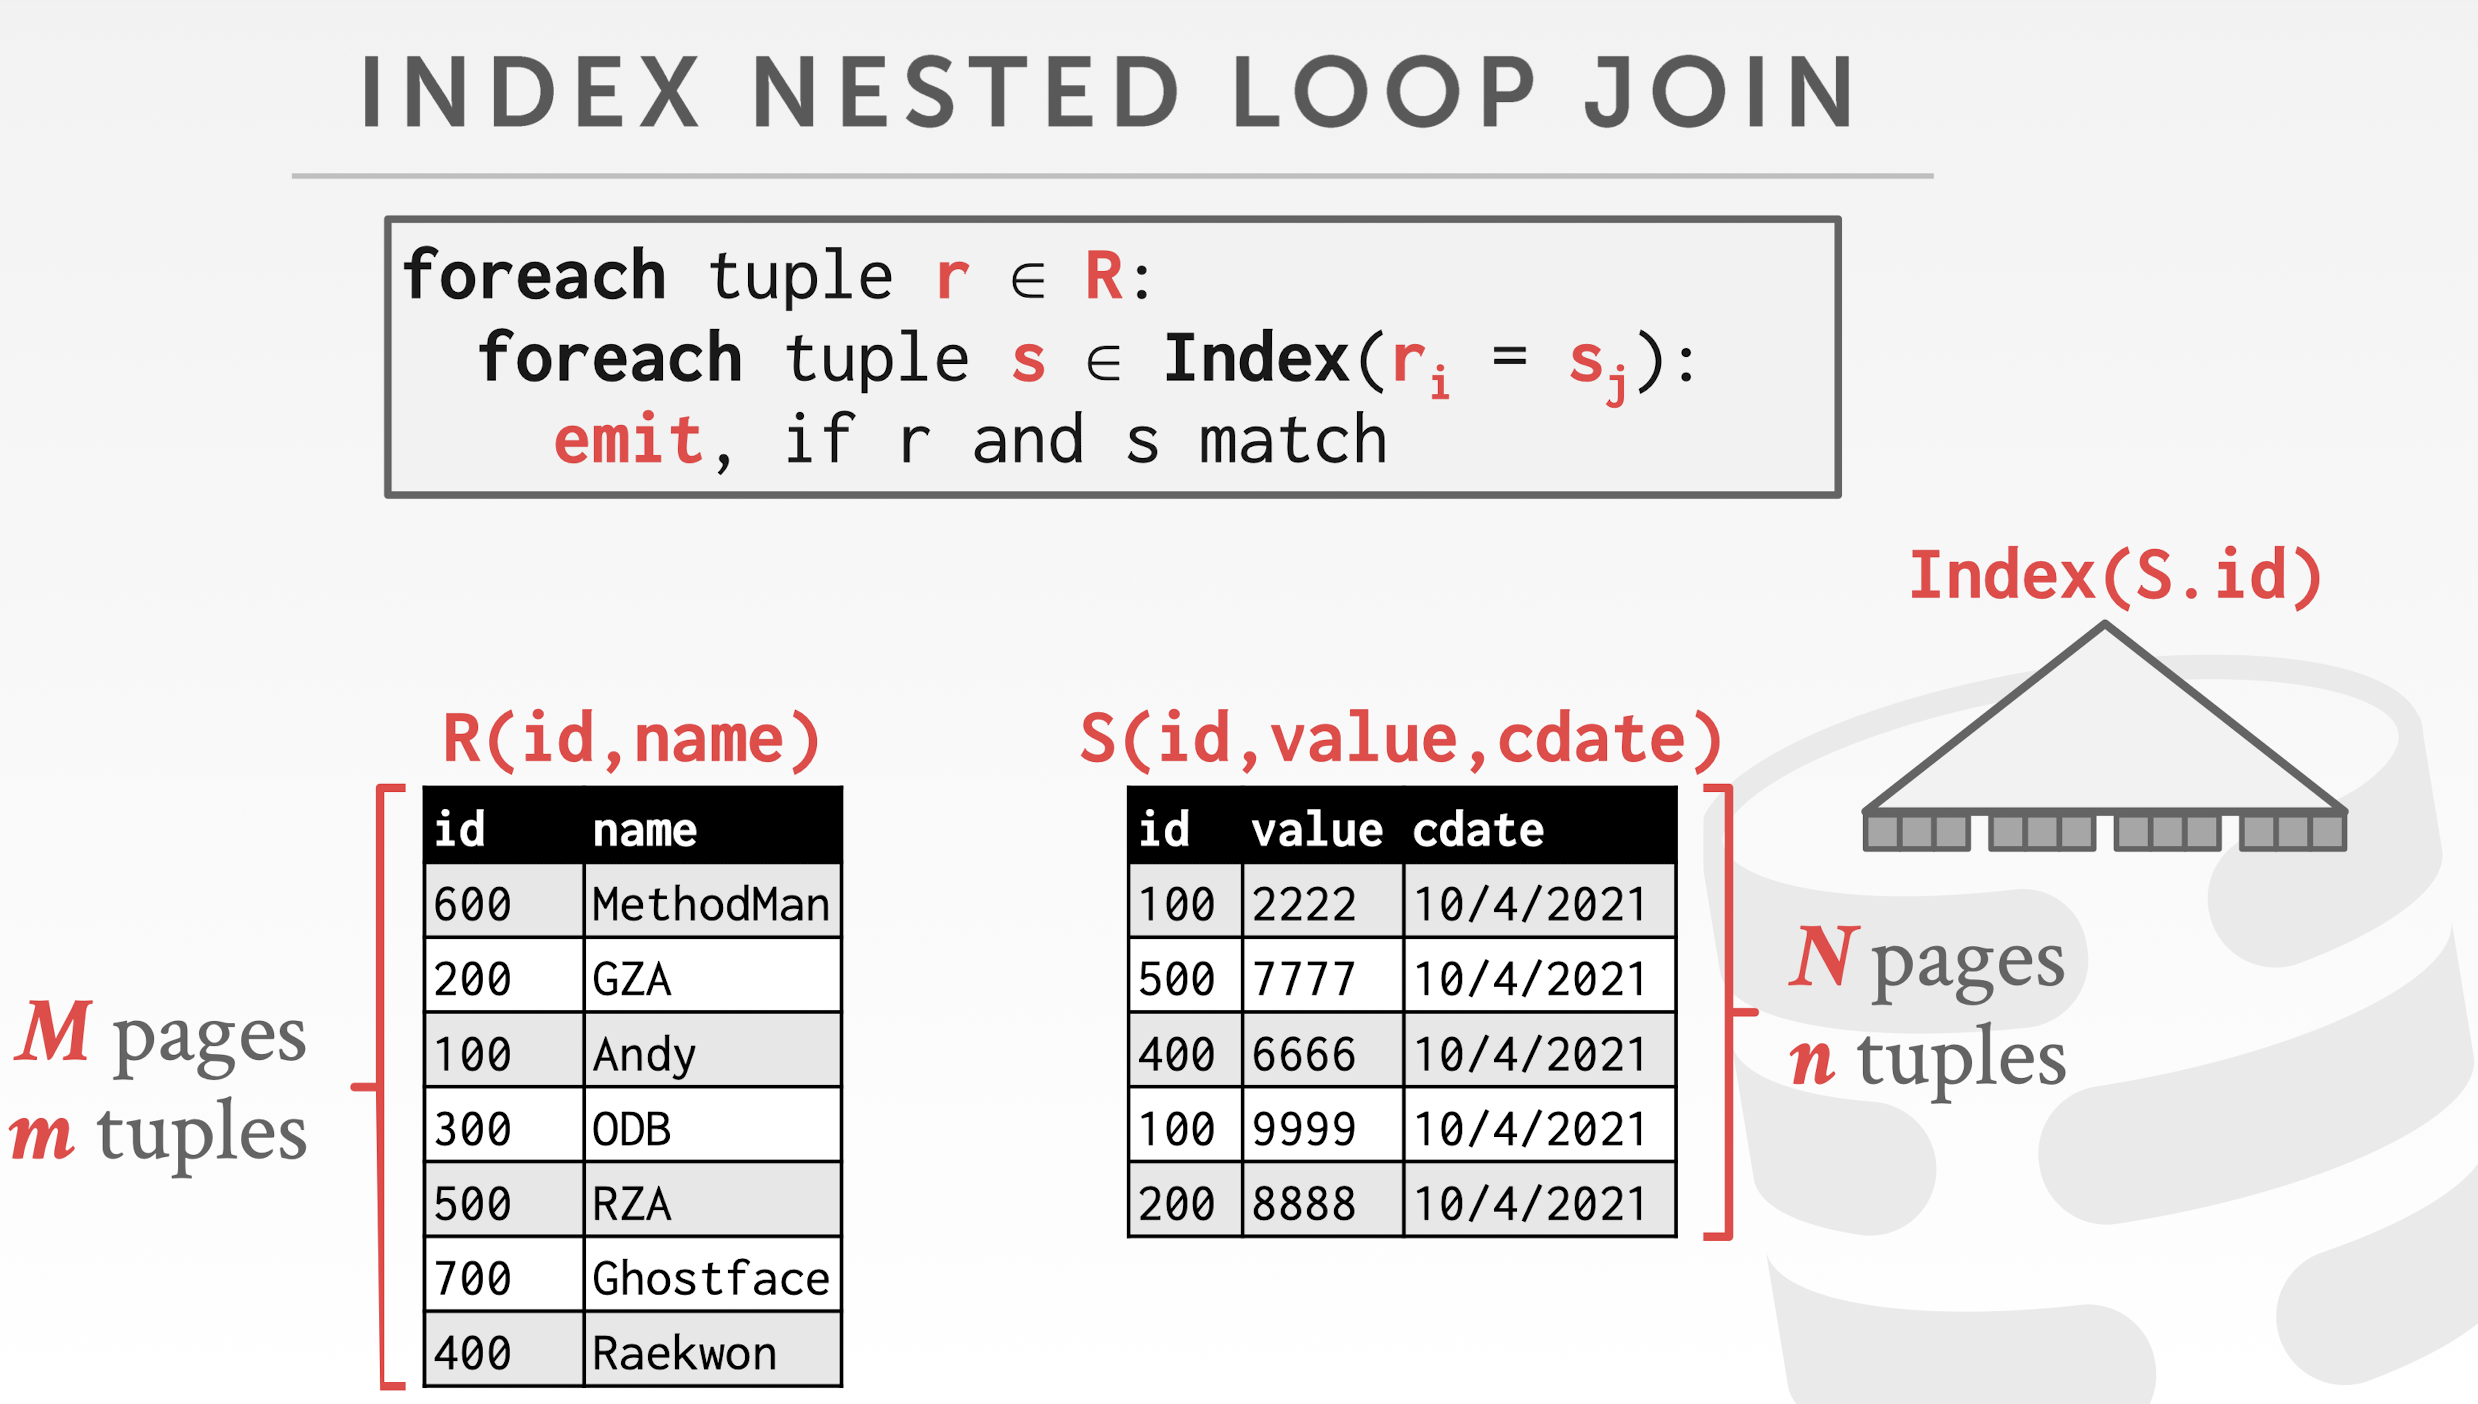 INDEX NESTED LOOP JOIN
foreach tuple r ∈ R:
foreach tuple s ∈ Index(ri = sj):
emit, if r and s match
Index(S.id)
R(id,name)
id name
600 MethodMan
200 GZA
100 Andy
300 ODB
500 RZA
700 Ghostface
400 Raekwon
M pages
m tuples
S(id,value,cdate)
id value cdate
100 2222 10/4/2021
500 7777 10/4/2021
400 6666 10/4/2021
100 9999 10/4/2021
200 8888 10/4/2021
N pages
n tuples